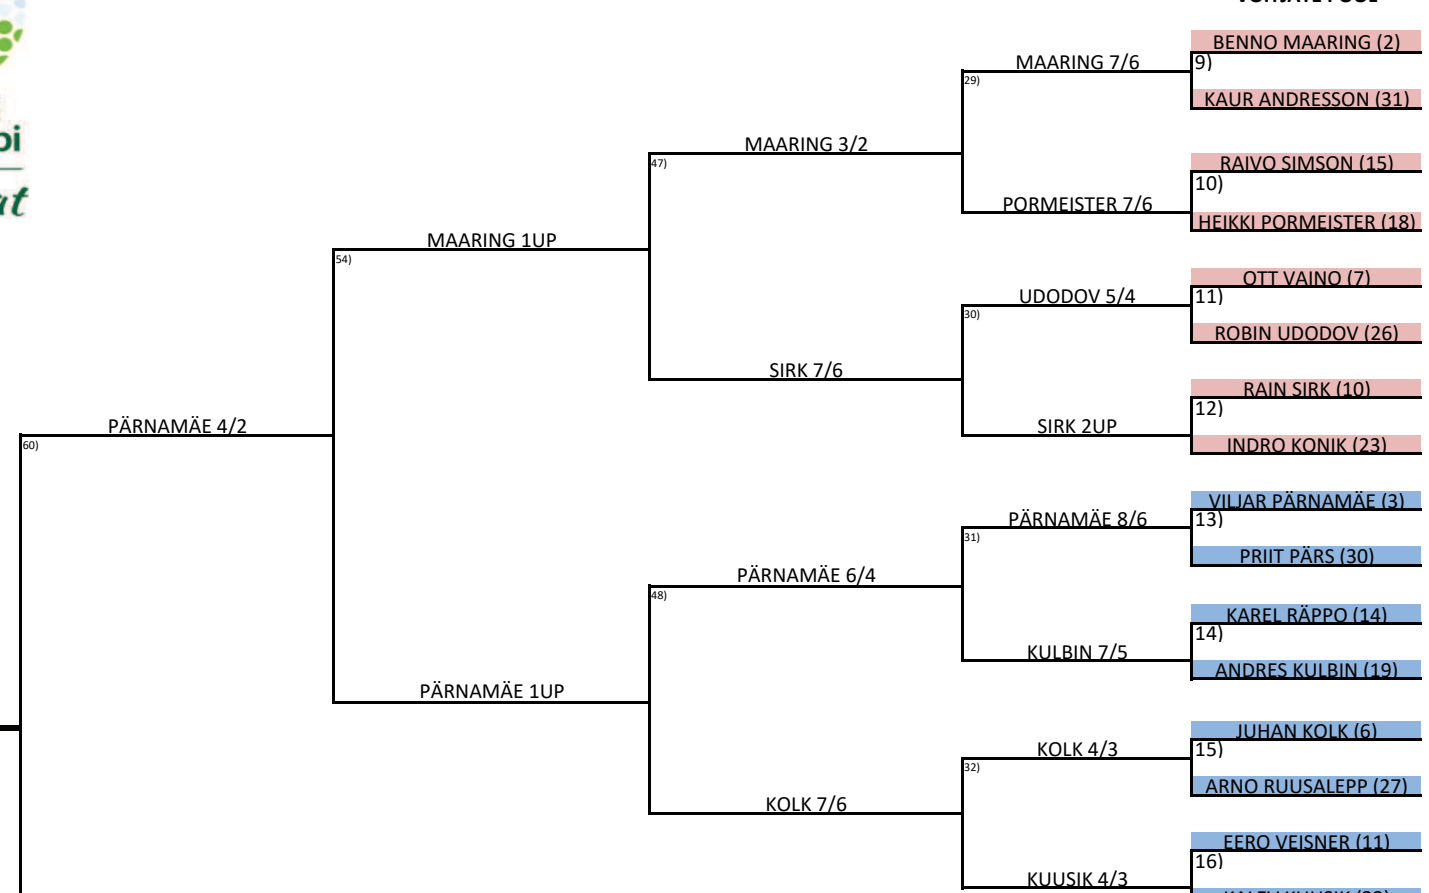 BENNO MAARING (2)
MAARING 7/6
9)
29)
KAUR ANDRESSON (31)
MAARING 3/2
47)
RAIVO SIMSON (15)
10)
PORMEISTER 7/6
HEIKKI PORMEISTER (18)
MAARING 1UP
54)
OTT VAINO (7)
UDODOV 5/4
11)
30)
ROBIN UDODOV (26)
SIRK 7/6
RAIN SIRK (10)
12)
SIRK 2UP
INDRO KONIK (23)
PÄRNAMÄE 4/2
60)
VILJAR PÄRNAMÄE (3)
PÄRNAMÄE 8/6
13)
31)
PRIIT PÄRS (30)
PÄRNAMÄE 6/4
48)
KAREL RÄPPO (14)
14)
KULBIN 7/5
ANDRES KULBIN (19)
PÄRNAMÄE 1UP
JUHAN KOLK (6)
KOLK 4/3
15)
32)
ARNO RUUSALEPP (27)
KOLK 7/6
EERO VEISNER (11)
16)
KUUSIK 4/3